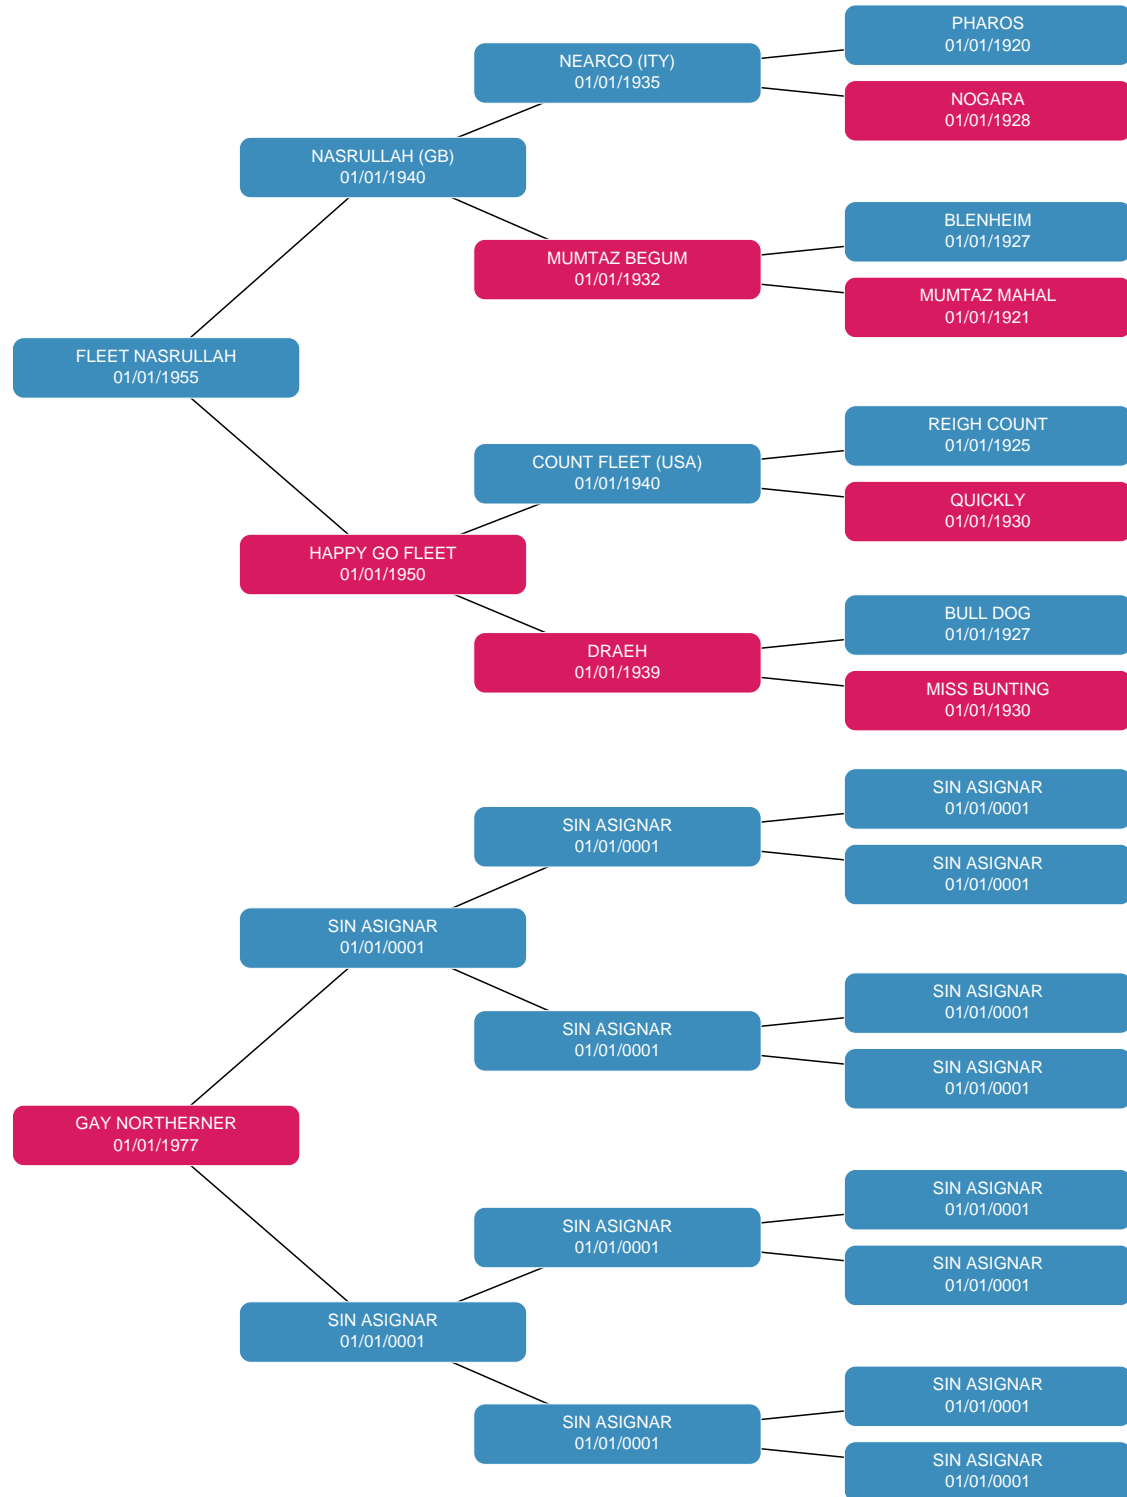 PHAROS
01/01/1920
NEARCO (ITY)
01/01/1935
NOGARA
01/01/1928
NASRULLAH (GB)
01/01/1940
BLENHEIM
01/01/1927
MUMTAZ BEGUM
01/01/1932
MUMTAZ MAHAL
01/01/1921
FLEET NASRULLAH
01/01/1955
REIGH COUNT
01/01/1925
COUNT FLEET (USA)
01/01/1940
QUICKLY
01/01/1930
HAPPY GO FLEET
01/01/1950
BULL DOG
01/01/1927
DRAEH
01/01/1939
MISS BUNTING
01/01/1930
SIN ASIGNAR
01/01/0001
SIN ASIGNAR
01/01/0001
SIN ASIGNAR
01/01/0001
SIN ASIGNAR
01/01/0001
SIN ASIGNAR
01/01/0001
SIN ASIGNAR
01/01/0001
SIN ASIGNAR
01/01/0001
GAY NORTHERNER
01/01/1977
SIN ASIGNAR
01/01/0001
SIN ASIGNAR
01/01/0001
SIN ASIGNAR
01/01/0001
SIN ASIGNAR
01/01/0001
SIN ASIGNAR
01/01/0001
SIN ASIGNAR
01/01/0001
SIN ASIGNAR
01/01/0001